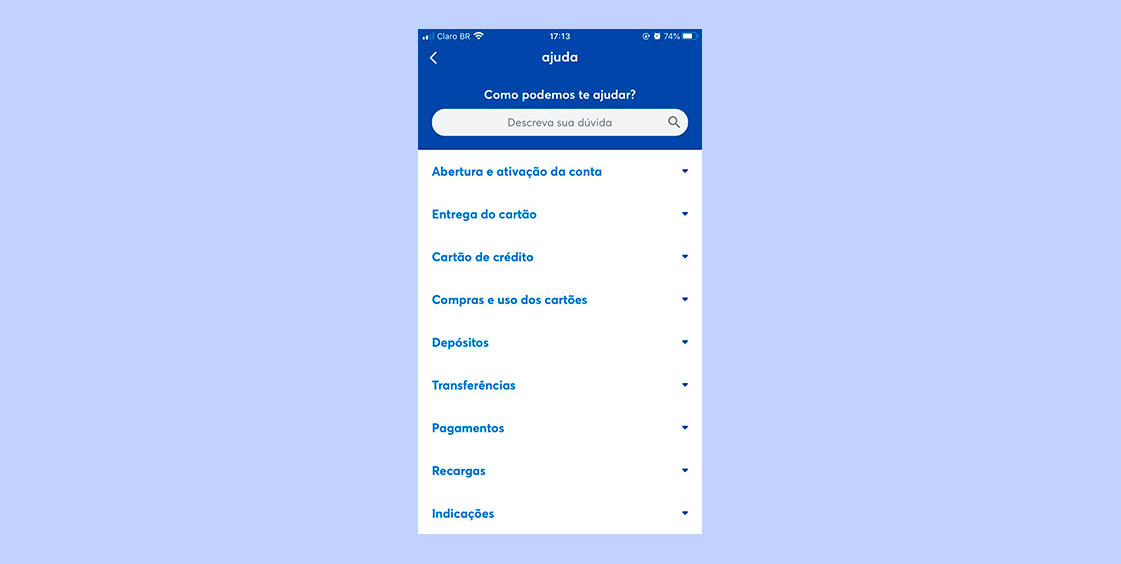 Claro BR 17:13 74%
ajuda
Como podemos te ajudar?
Descreva sua dúvida
Abertura e ativação da conta
Entrega do cartão
Cartão de crédito
Compras e uso dos cartões
Depósitos
Transferências
Pagamentos
Recargas
Indicações